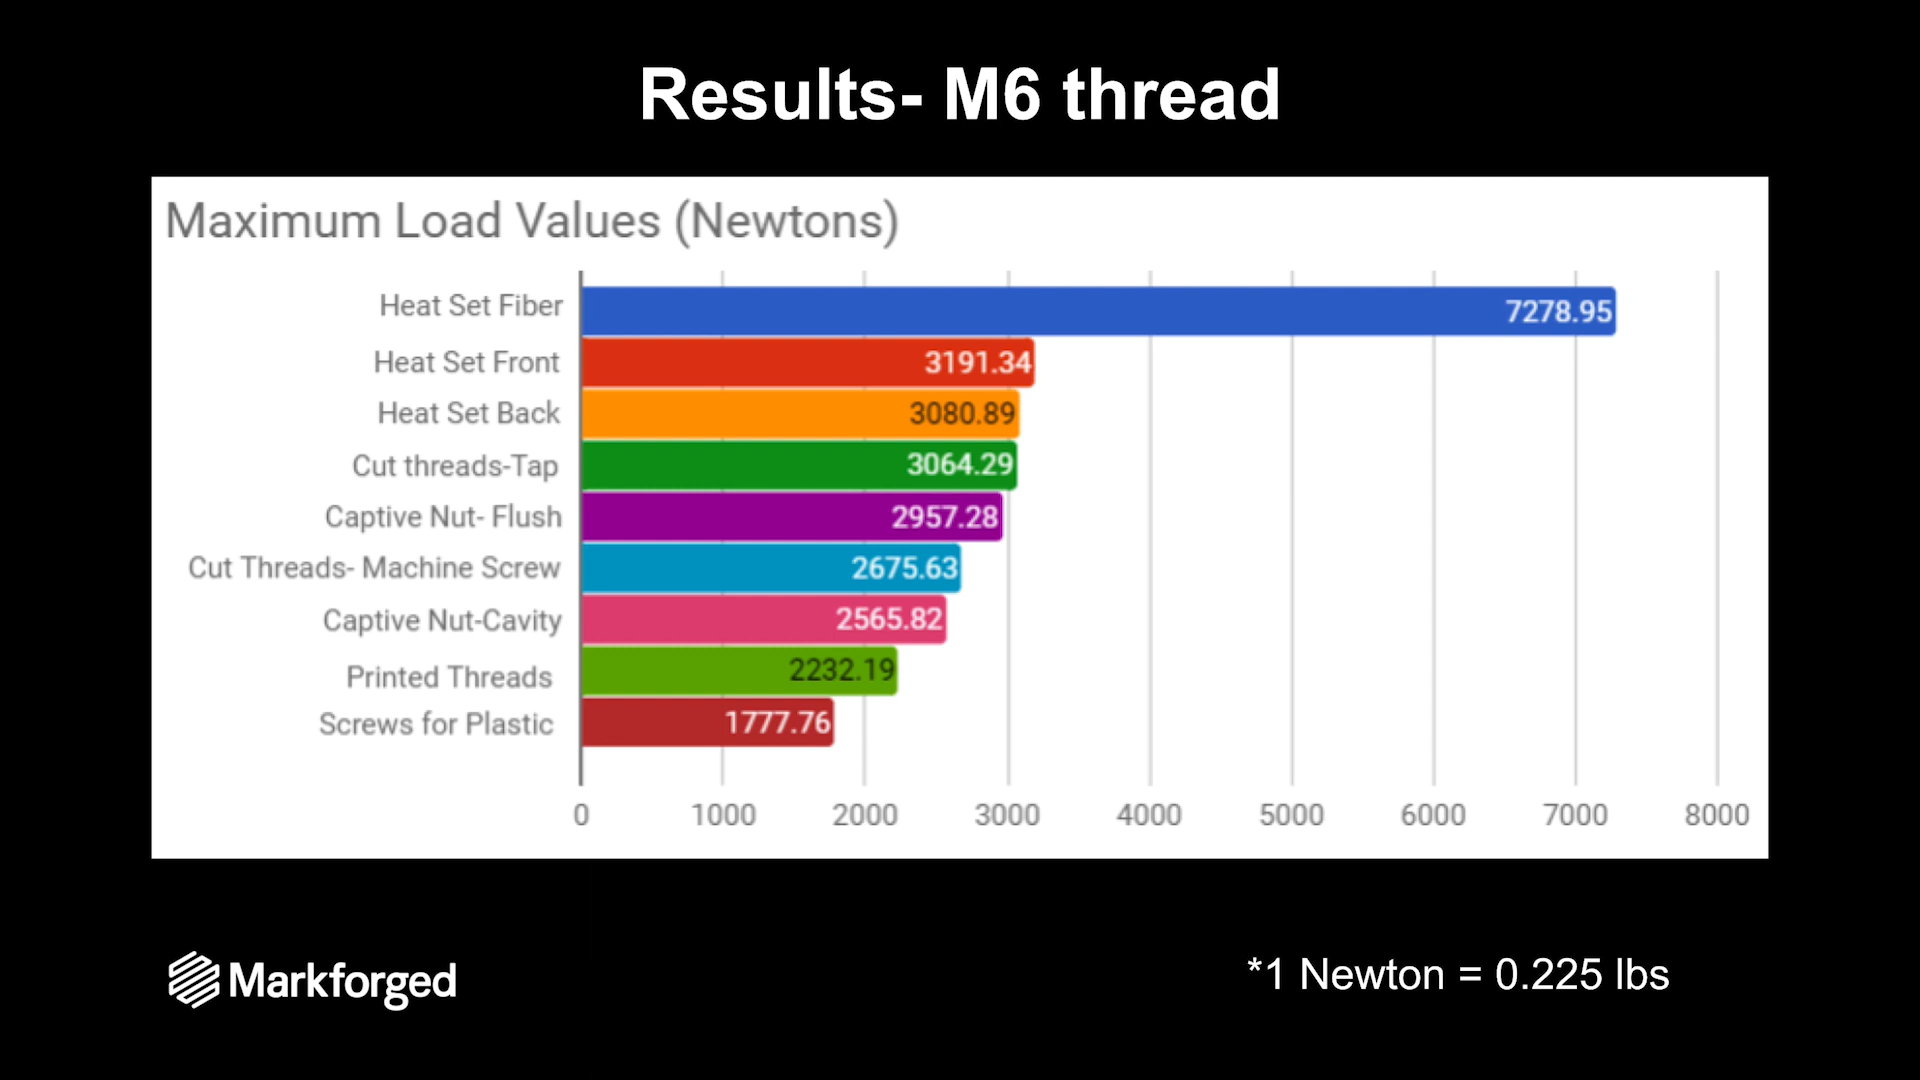 Results- M6 thread
Maximum Load Values (Newtons)
Heat Set Fiber 7278.95
Heat Set Front 3191.34
Heat Set Back 3080.89
Cut threads-Tap 3064.29
Captive Nut- Flush 2957.28
Cut Threads- Machine Screw 2675.63
Captive Nut-Cavity 2565.82
Printed Threads 2232.19
Screws for Plastic 1777.76
0 1000 2000 3000 4000 5000 6000 7000 8000
Markforged
*1 Newton = 0.225 lbs